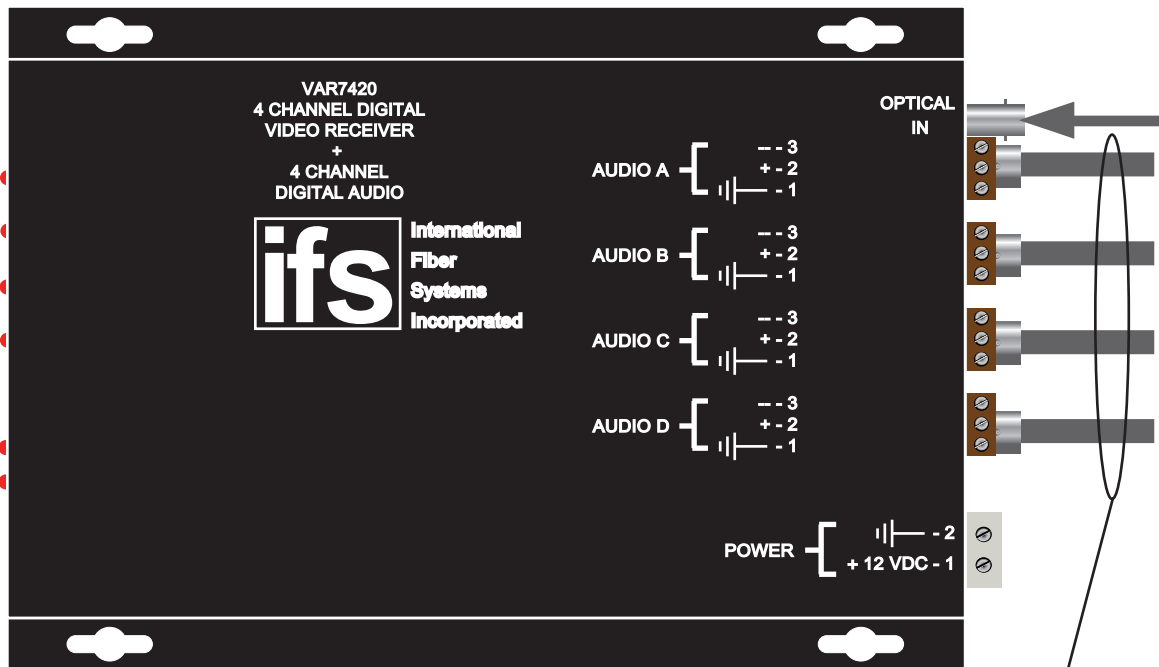 VAR7420
4 CHANNEL DIGITAL
VIDEO RECEIVER
+
4 CHANNEL
DIGITAL AUDIO
ifs
International
Fiber
Systems
Incorporated
OPTICAL
IN
AUDIO A
-- - 3
+ - 2
- 1
AUDIO B
-- - 3
+ - 2
- 1
AUDIO C
-- - 3
+ - 2
- 1
AUDIO D
-- - 3
+ - 2
- 1
POWER
- 2
+ 12 VDC - 1